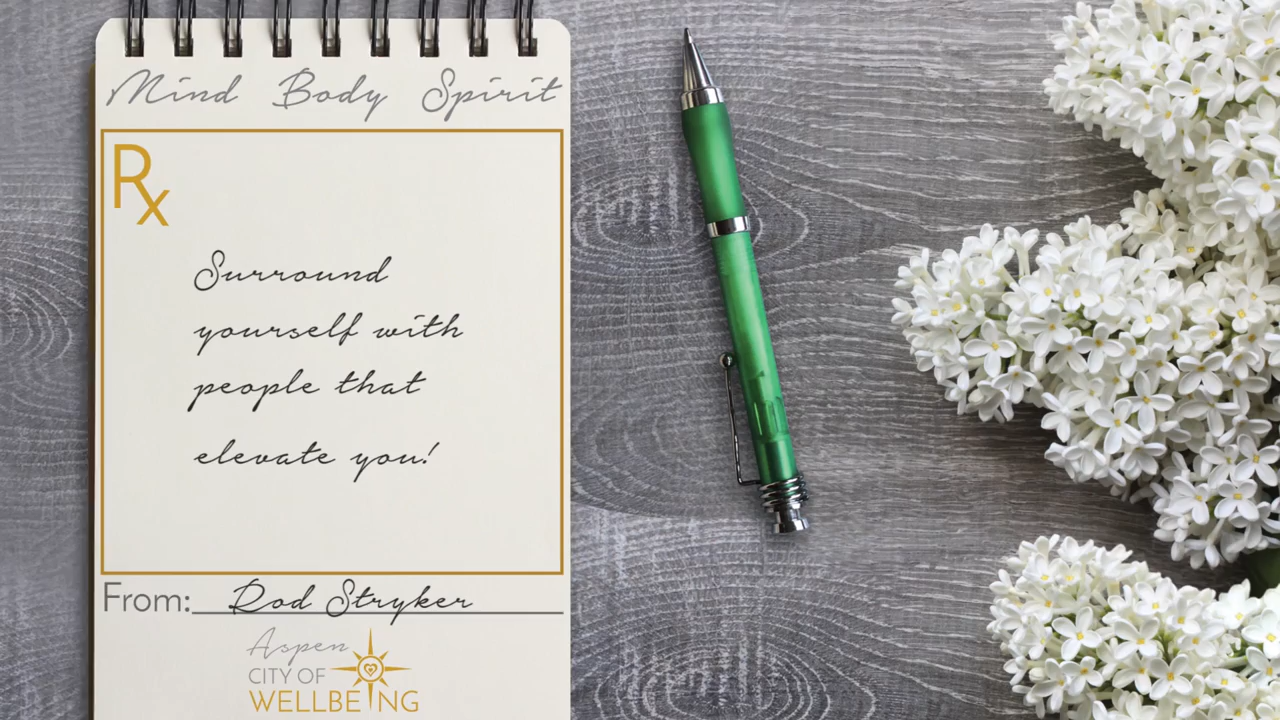 Mind Body Spirit
Rx
Surround
yourself with
people that
elevate you!
From: Rod Stryker
Aspen
CITY OF
WELLBEING